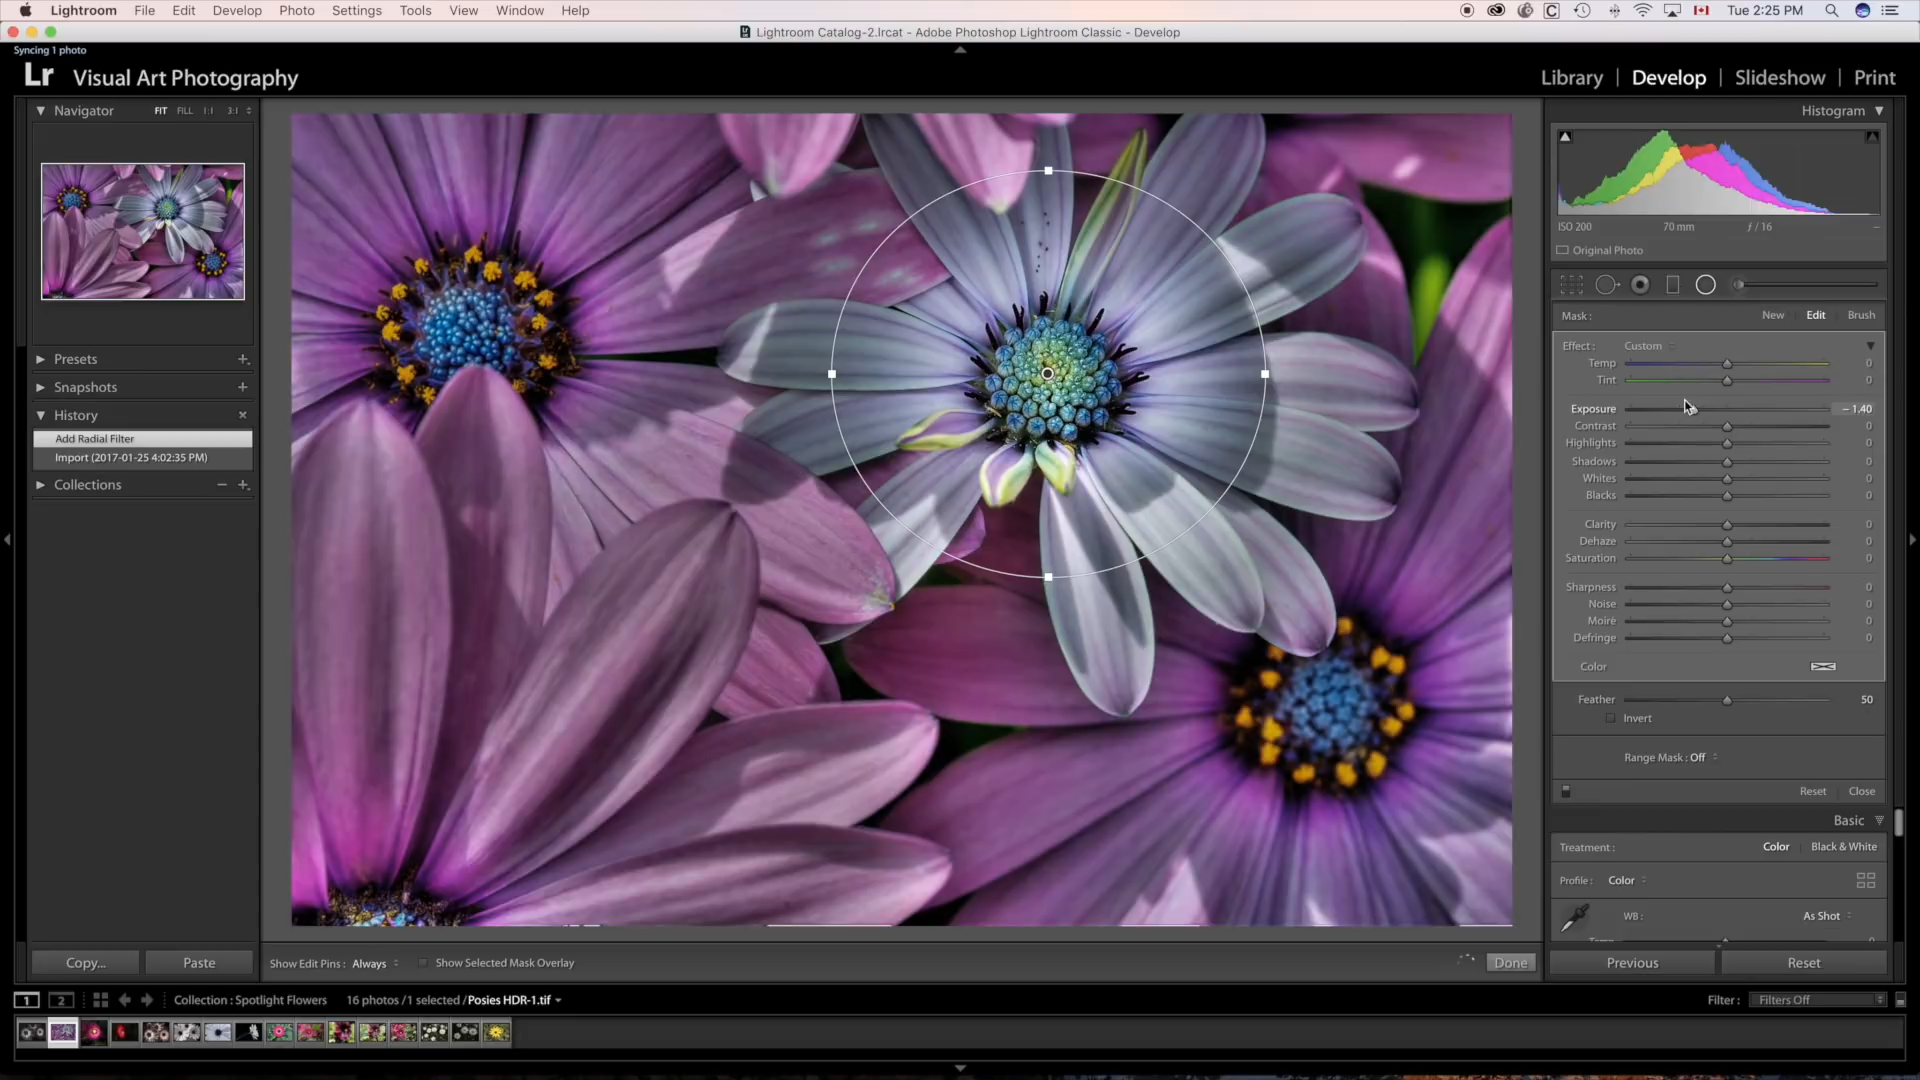 Lightroom File Edit Develop Photo Settings Tools View Window Help Tue 2:25 PM
Lightroom Catalog-2.lrcat - Adobe Photoshop Lightroom Classic - Develop
Syncing 1 photo
Lr Visual Art Photography Library | Develop | Slideshow | Print
Navigator FIT FILL 1:1 3:1
Histogram
ISO 200 70 mm ƒ / 16
Original Photo
Mask : New Edit Brush
Effect : Custom
Temp 0
Tint 0
Exposure – 1.40
Contrast 0
Highlights 0
Shadows 0
Whites 0
Blacks 0
Clarity 0
Dehaze 0
Saturation 0
Sharpness 0
Noise 0
Moiré 0
Defringe 0
Color
Feather 50
Invert
Range Mask : Off
Reset Close
Basic
Treatment : Color Black & White
Profile : Color
WB : As Shot
Presets
Snapshots
History
Add Radial Filter
Import (2017-01-25 4:02:35 PM)
Collections
Copy... Paste
Show Edit Pins : Always Show Selected Mask Overlay Done
Previous Reset
1 2 Collection : Spotlight Flowers 16 photos / 1 selected / Posies HDR-1.tif Filter : Filters Off